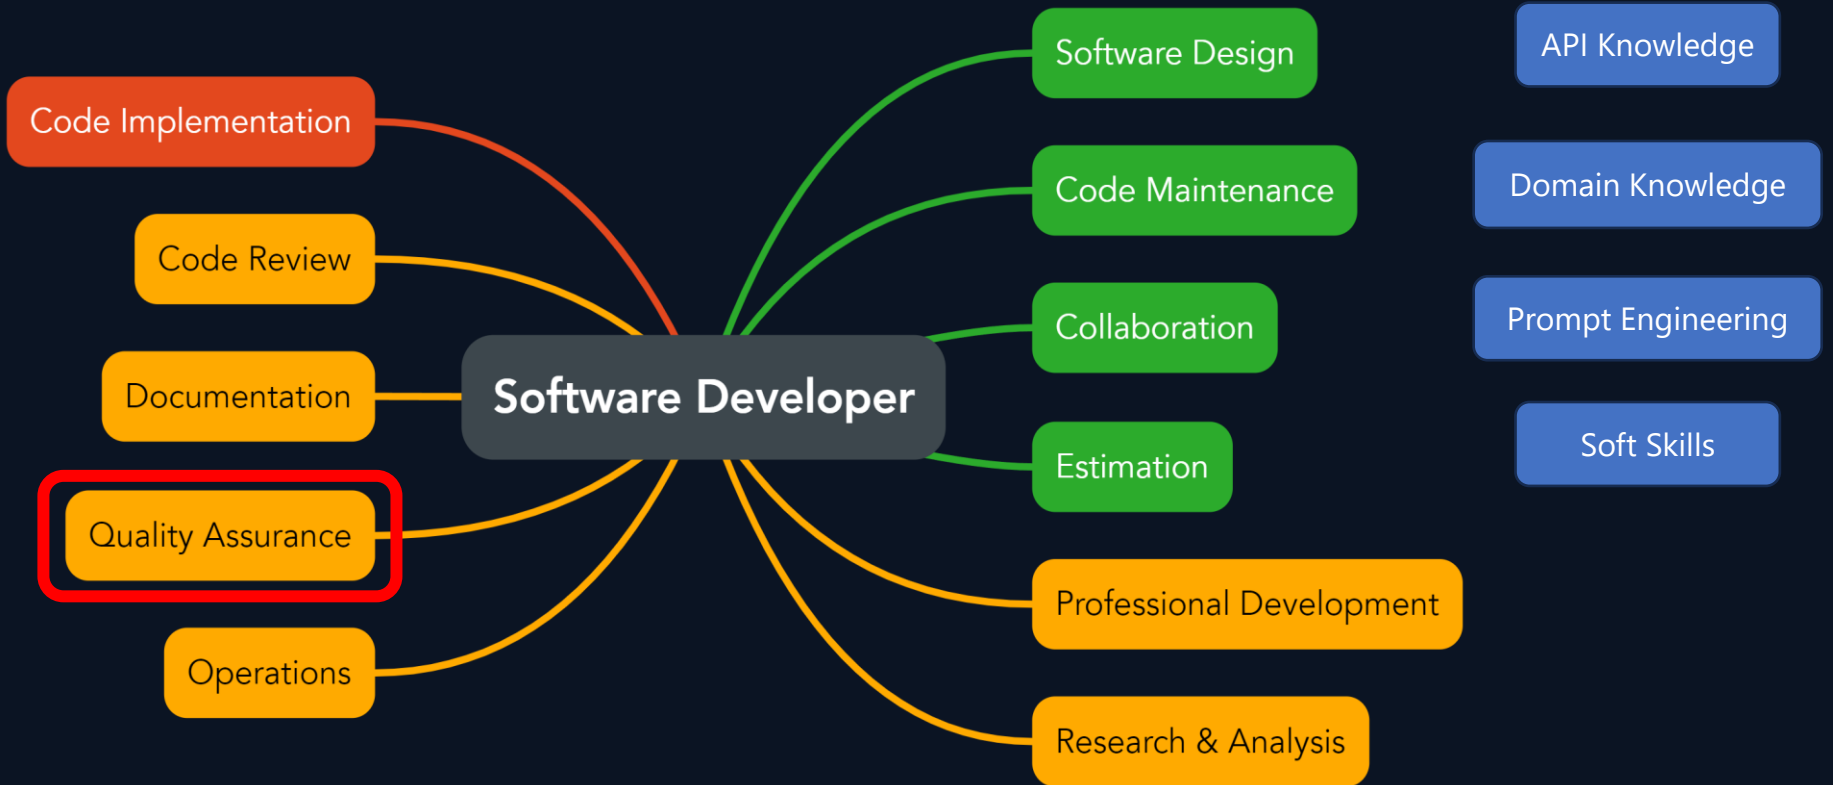 Code Implementation
Code Review
Documentation
Quality Assurance
Operations
Software Developer
Software Design
Code Maintenance
Collaboration
Estimation
Professional Development
Research & Analysis
API Knowledge
Domain Knowledge
Prompt Engineering
Soft Skills